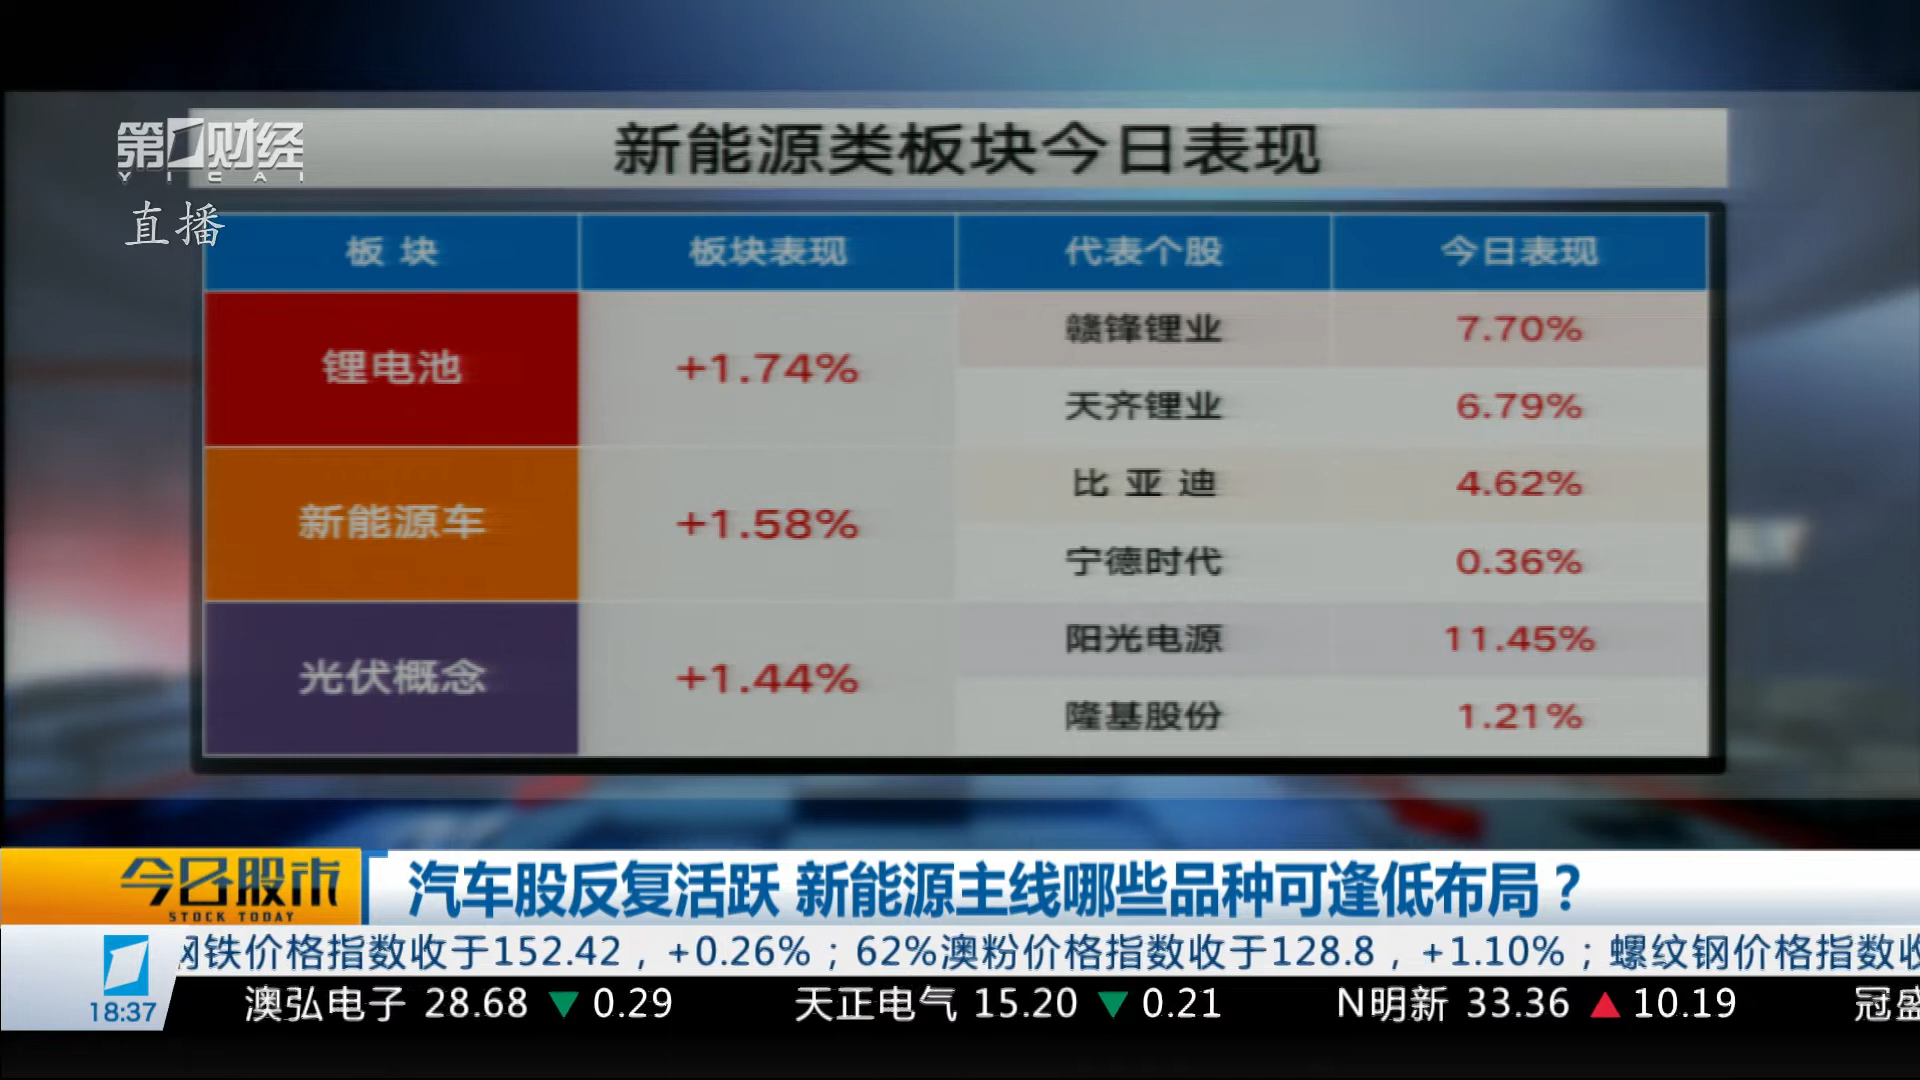 第1财经
YICAI
直播
新能源类板块今日表现
板块 板块表现 代表个股 今日表现
锂电池 +1.74% 赣锋锂业 7.70%
天齐锂业 6.79%
新能源车 +1.58% 比亚迪 4.62%
宁德时代 0.36%
光伏概念 +1.44% 阳光电源 11.45%
隆基股份 1.21%
今日股市
STOCK TODAY
汽车股反复活跃 新能源主线哪些品种可逢低布局？
钢铁价格指数收于152.42，+0.26%；62%澳粉价格指数收于128.8，+1.10%；螺纹钢价格指数收
18:37
澳弘电子 28.68 ▼ 0.29 天正电气 15.20 ▼ 0.21 N明新 33.36 ▲ 10.19 冠盛